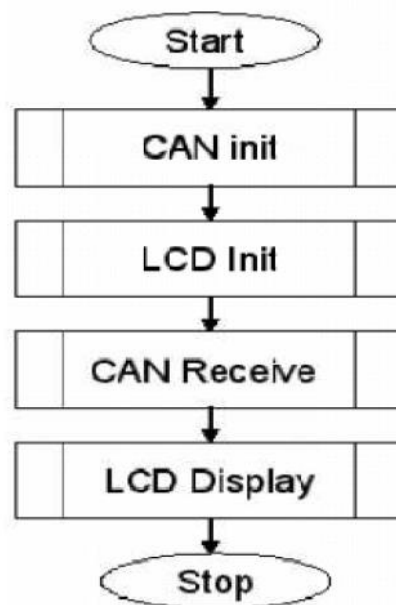 Start
CAN init
LCD Init
CAN Receive
LCD Display
Stop